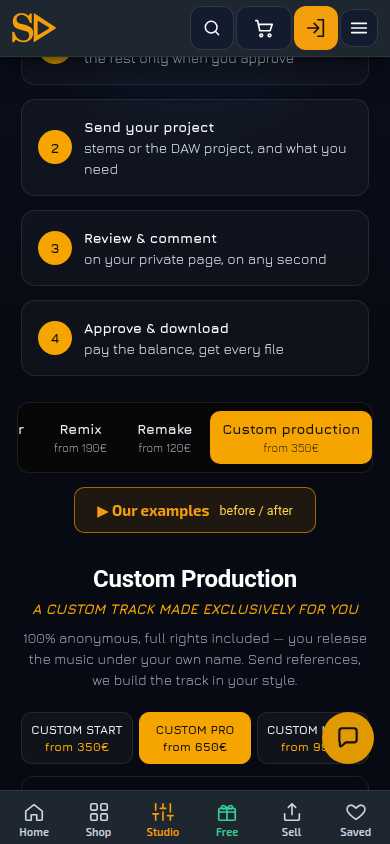 S
the rest only when you approve
2
Send your project
stems or the DAW project, and what you
need
3
Review & comment
on your private page, on any second
4
Approve & download
pay the balance, get every file
r
Remix
from 190€
Remake
from 120€
Custom production
from 350€
▶ Our examples before / after
Custom Production
A CUSTOM TRACK MADE EXCLUSIVELY FOR YOU
100% anonymous, full rights included — you release
the music under your own name. Send references,
we build the track in your style.
CUSTOM START
from 350€
CUSTOM PRO
from 650€
CUSTOM
from
Home
Shop
Studio
Free
Sell
Saved